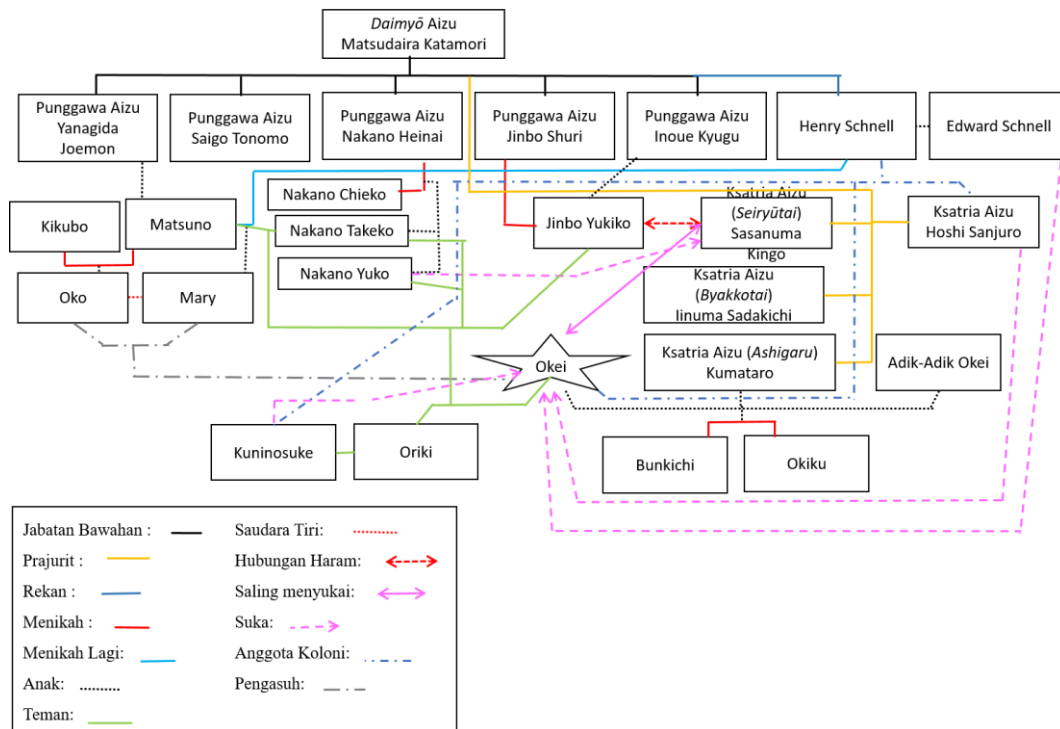 Daimyō Aizu
Matsudaira Katamori
Punggawa Aizu
Yanagida
Joemon
Punggawa Aizu
Saigo Tonomo
Punggawa Aizu
Nakano Heinai
Punggawa Aizu
Jinbo Shuri
Punggawa Aizu
Inoue Kyugu
Henry Schnell
Edward Schnell
Kikubo
Matsuno
Nakano Chieko
Nakano Takeko
Nakano Yuko
Jinbo Yukiko
Ksatria Aizu
(Seiryūtai)
Sasanuma
Kingo
Ksatria Aizu
Hoshi Sanjuro
Oko
Mary
Ksatria Aizu
(Byakkotai)
Iinuma Sadakichi
Okei
Ksatria Aizu (Ashigaru)
Kumataro
Adik-Adik Okei
Kuninosuke
Oriki
Bunkichi
Okiku
Jabatan Bawahan :
Prajurit :
Rekan :
Menikah :
Menikah Lagi:
Anak:
Teman:
Saudara Tiri:
Hubungan Haram:
Saling menyukai:
Suka:
Anggota Koloni:
Pengasuh: